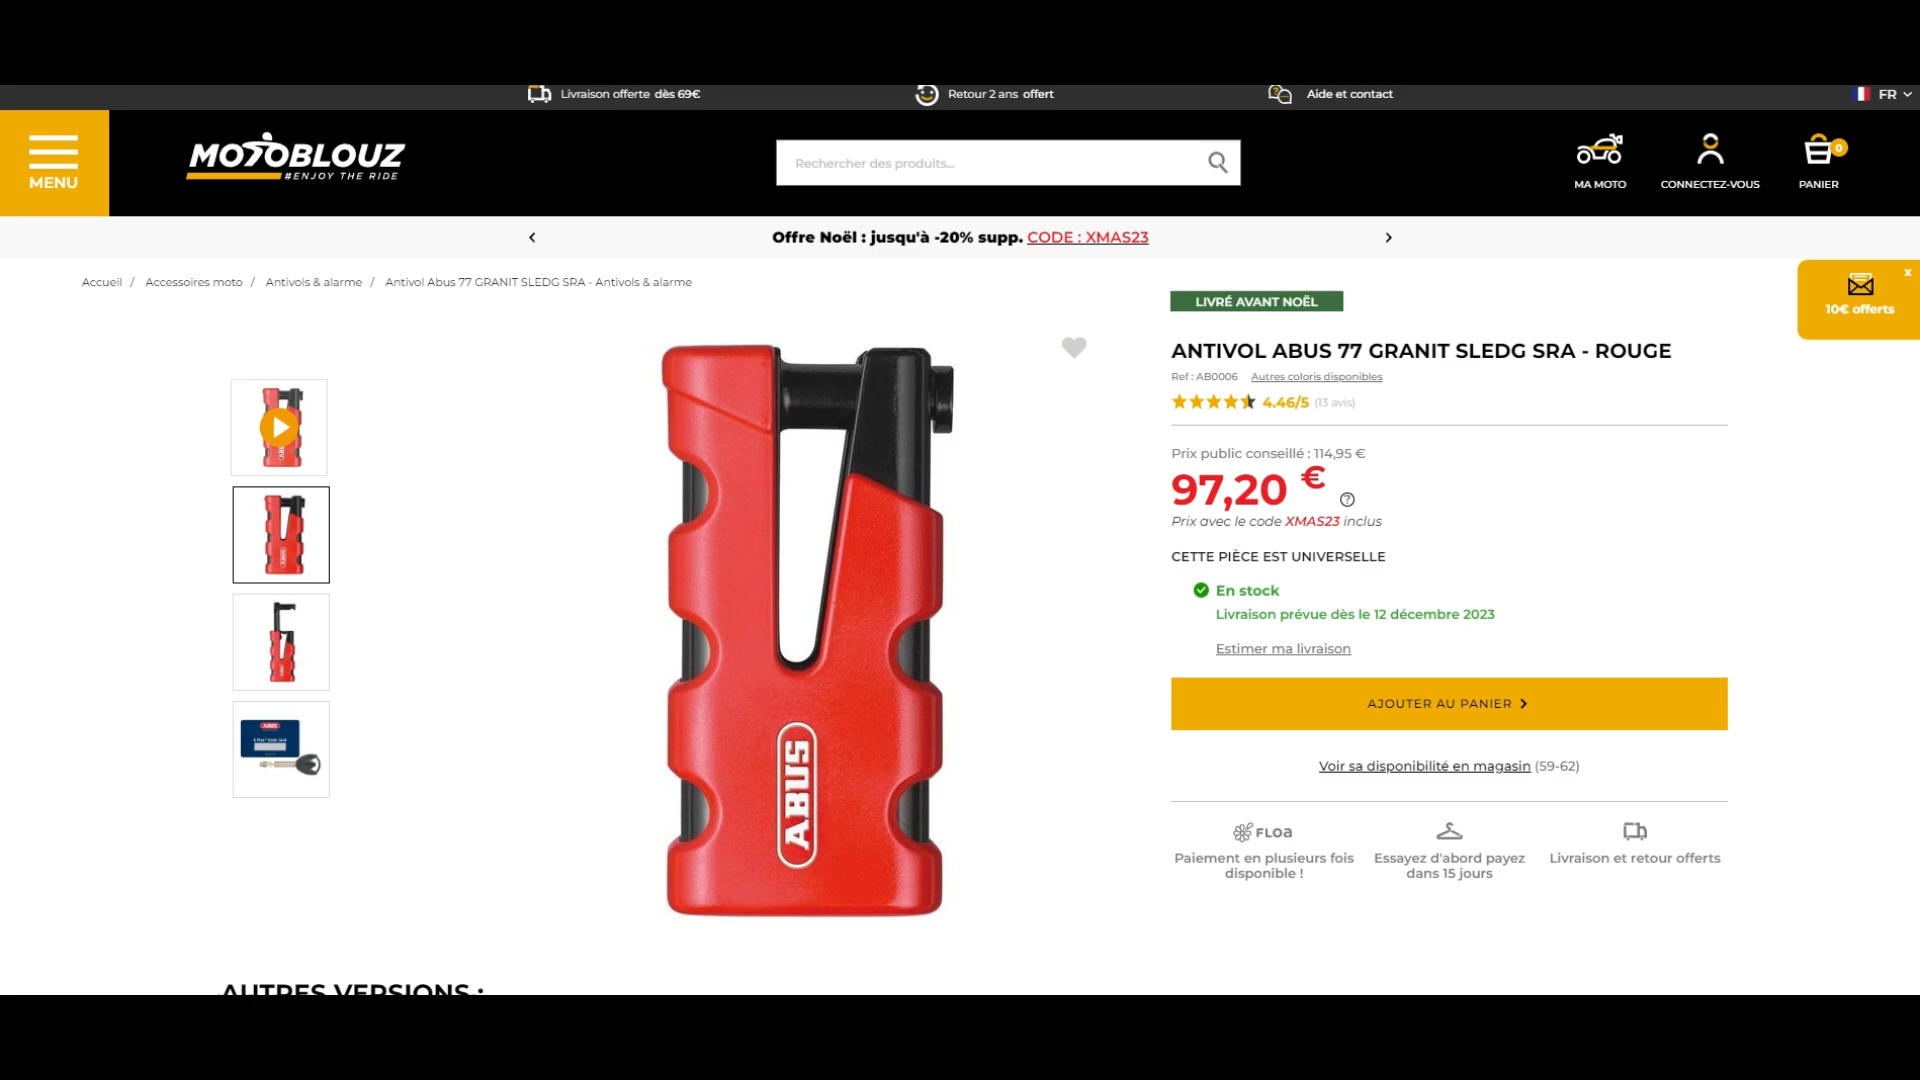 Livraison offerte dès 69€
Retour 2 ans offert
Aide et contact
FR
MENU
MOTOBLOUZ
#ENJOY THE RIDE
Rechercher des produits...
MA MOTO
CONNECTEZ-VOUS
0
PANIER
Offre Noël : jusqu'à -20% supp. CODE : XMAS23
Accueil / Accessoires moto / Antivols & alarme / Antivol Abus 77 GRANIT SLEDG SRA - Antivols & alarme
x
10€ offerts
LIVRÉ AVANT NOËL
ANTIVOL ABUS 77 GRANIT SLEDG SRA - ROUGE
Ref : AB0006 Autres coloris disponibles
4.46/5 (13 avis)
Prix public conseillé : 114,95 €
97,20 €
?
Prix avec le code XMAS23 inclus
CETTE PIÈCE EST UNIVERSELLE
En stock
Livraison prévue dès le 12 décembre 2023
Estimer ma livraison
AJOUTER AU PANIER
Voir sa disponibilité en magasin (59-62)
FLOA
Paiement en plusieurs fois
disponible !
Essayez d'abord payez
dans 15 jours
Livraison et retour offerts
ABUS
ABUS
ABUS
AUTRES VERSIONS :